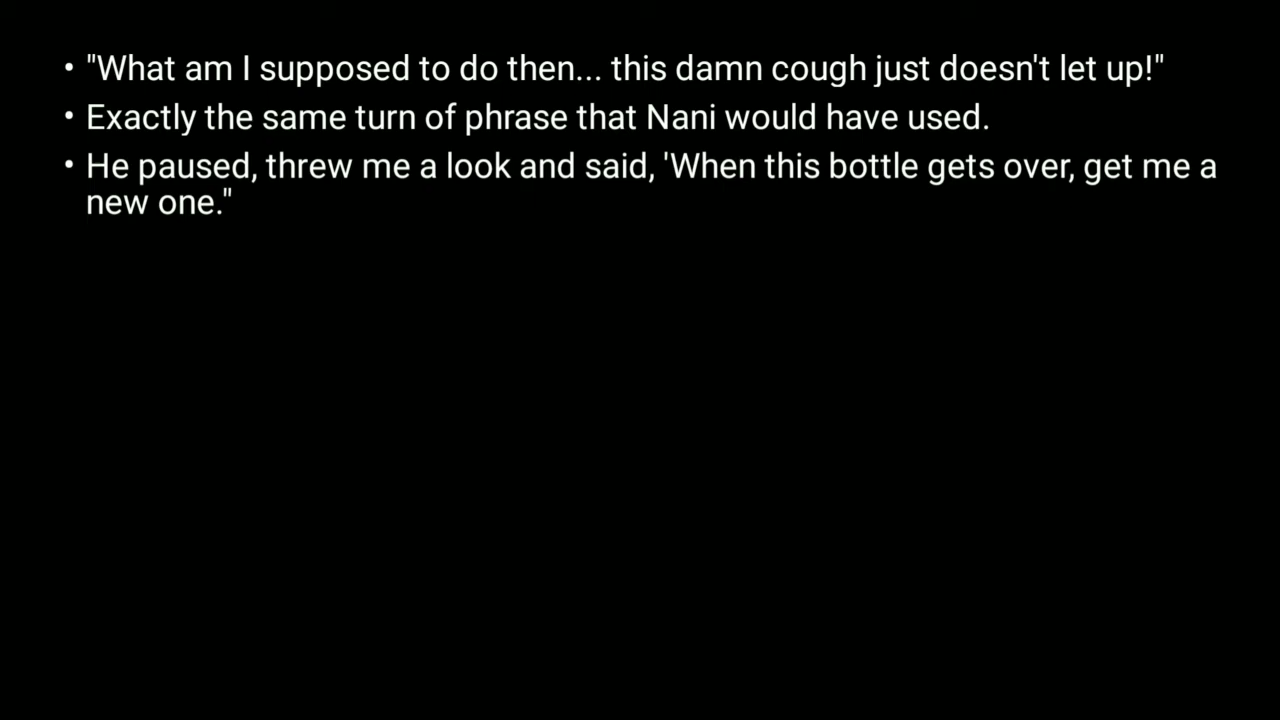 • "What am I supposed to do then... this damn cough just doesn't let up!"
• Exactly the same turn of phrase that Nani would have used.
• He paused, threw me a look and said, 'When this bottle gets over, get me a
new one."